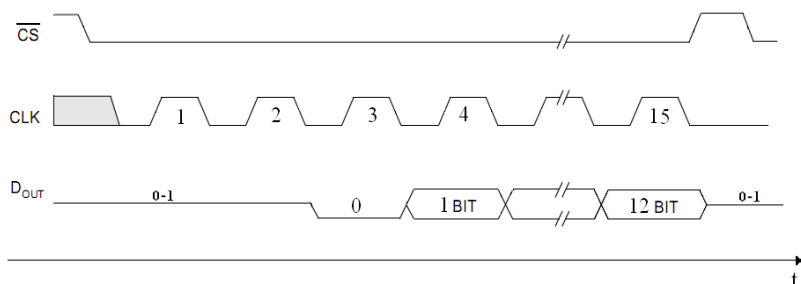 CS
CLK 1 2 3 4 15
DOUT 0-1 0 1 BIT 12 BIT 0-1
t